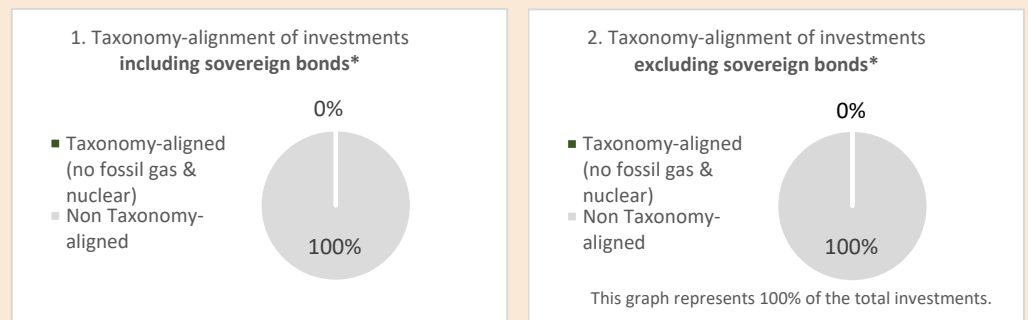 1. Taxonomy-alignment of investments
including sovereign bonds*
0%
Taxonomy-aligned
(no fossil gas &
nuclear)
Non Taxonomy-
aligned
100%
2. Taxonomy-alignment of investments
excluding sovereign bonds*
0%
Taxonomy-aligned
(no fossil gas &
nuclear)
Non Taxonomy-
aligned
100%
This graph represents 100% of the total investments.